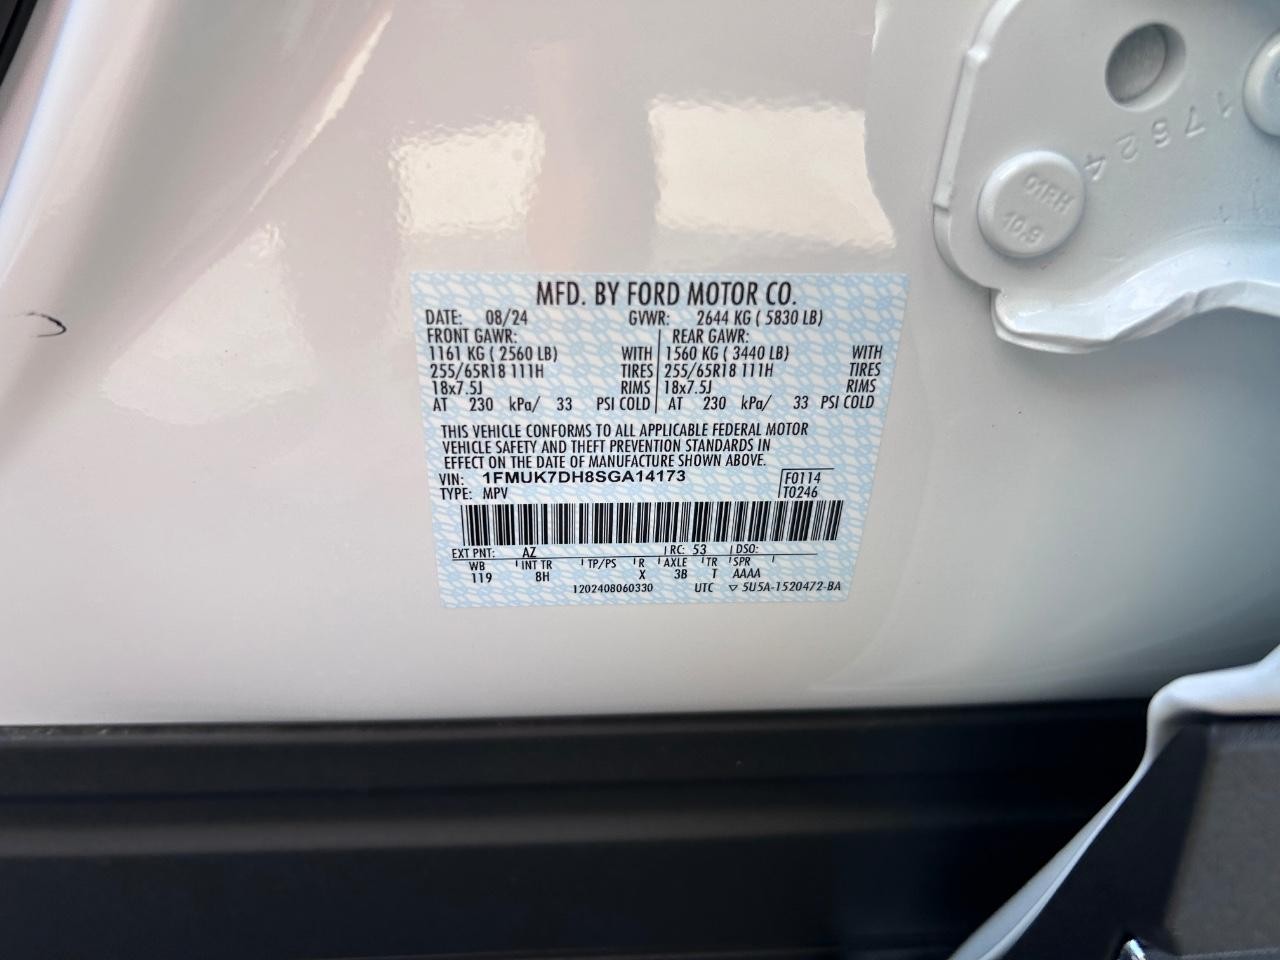 MFD. BY FORD MOTOR CO.
DATE: 08/24 GVWR: 2644 KG ( 5830 LB)
FRONT GAWR: REAR GAWR:
1161 KG ( 2560 LB) WITH 1560 KG ( 3440 LB) WITH
255/65R18 111H TIRES 255/65R18 111H TIRES
18x7.5J RIMS 18x7.5J RIMS
AT 230 kPa/ 33 PSI COLD AT 230 kPa/ 33 PSI COLD
THIS VEHICLE CONFORMS TO ALL APPLICABLE FEDERAL MOTOR
VEHICLE SAFETY AND THEFT PREVENTION STANDARDS IN
EFFECT ON THE DATE OF MANUFACTURE SHOWN ABOVE.
VIN: 1FMUK7DH8SGA14173 F0114
TYPE: MPV T0246
EXT PNT: AZ RC: 53 DSO:
WB INT TR TP/PS R AXLE TR SPR
119 8H X 3B T AAAA
1202408060330 UTC ▽ 5U5A-1520472-BA
17624
10.9